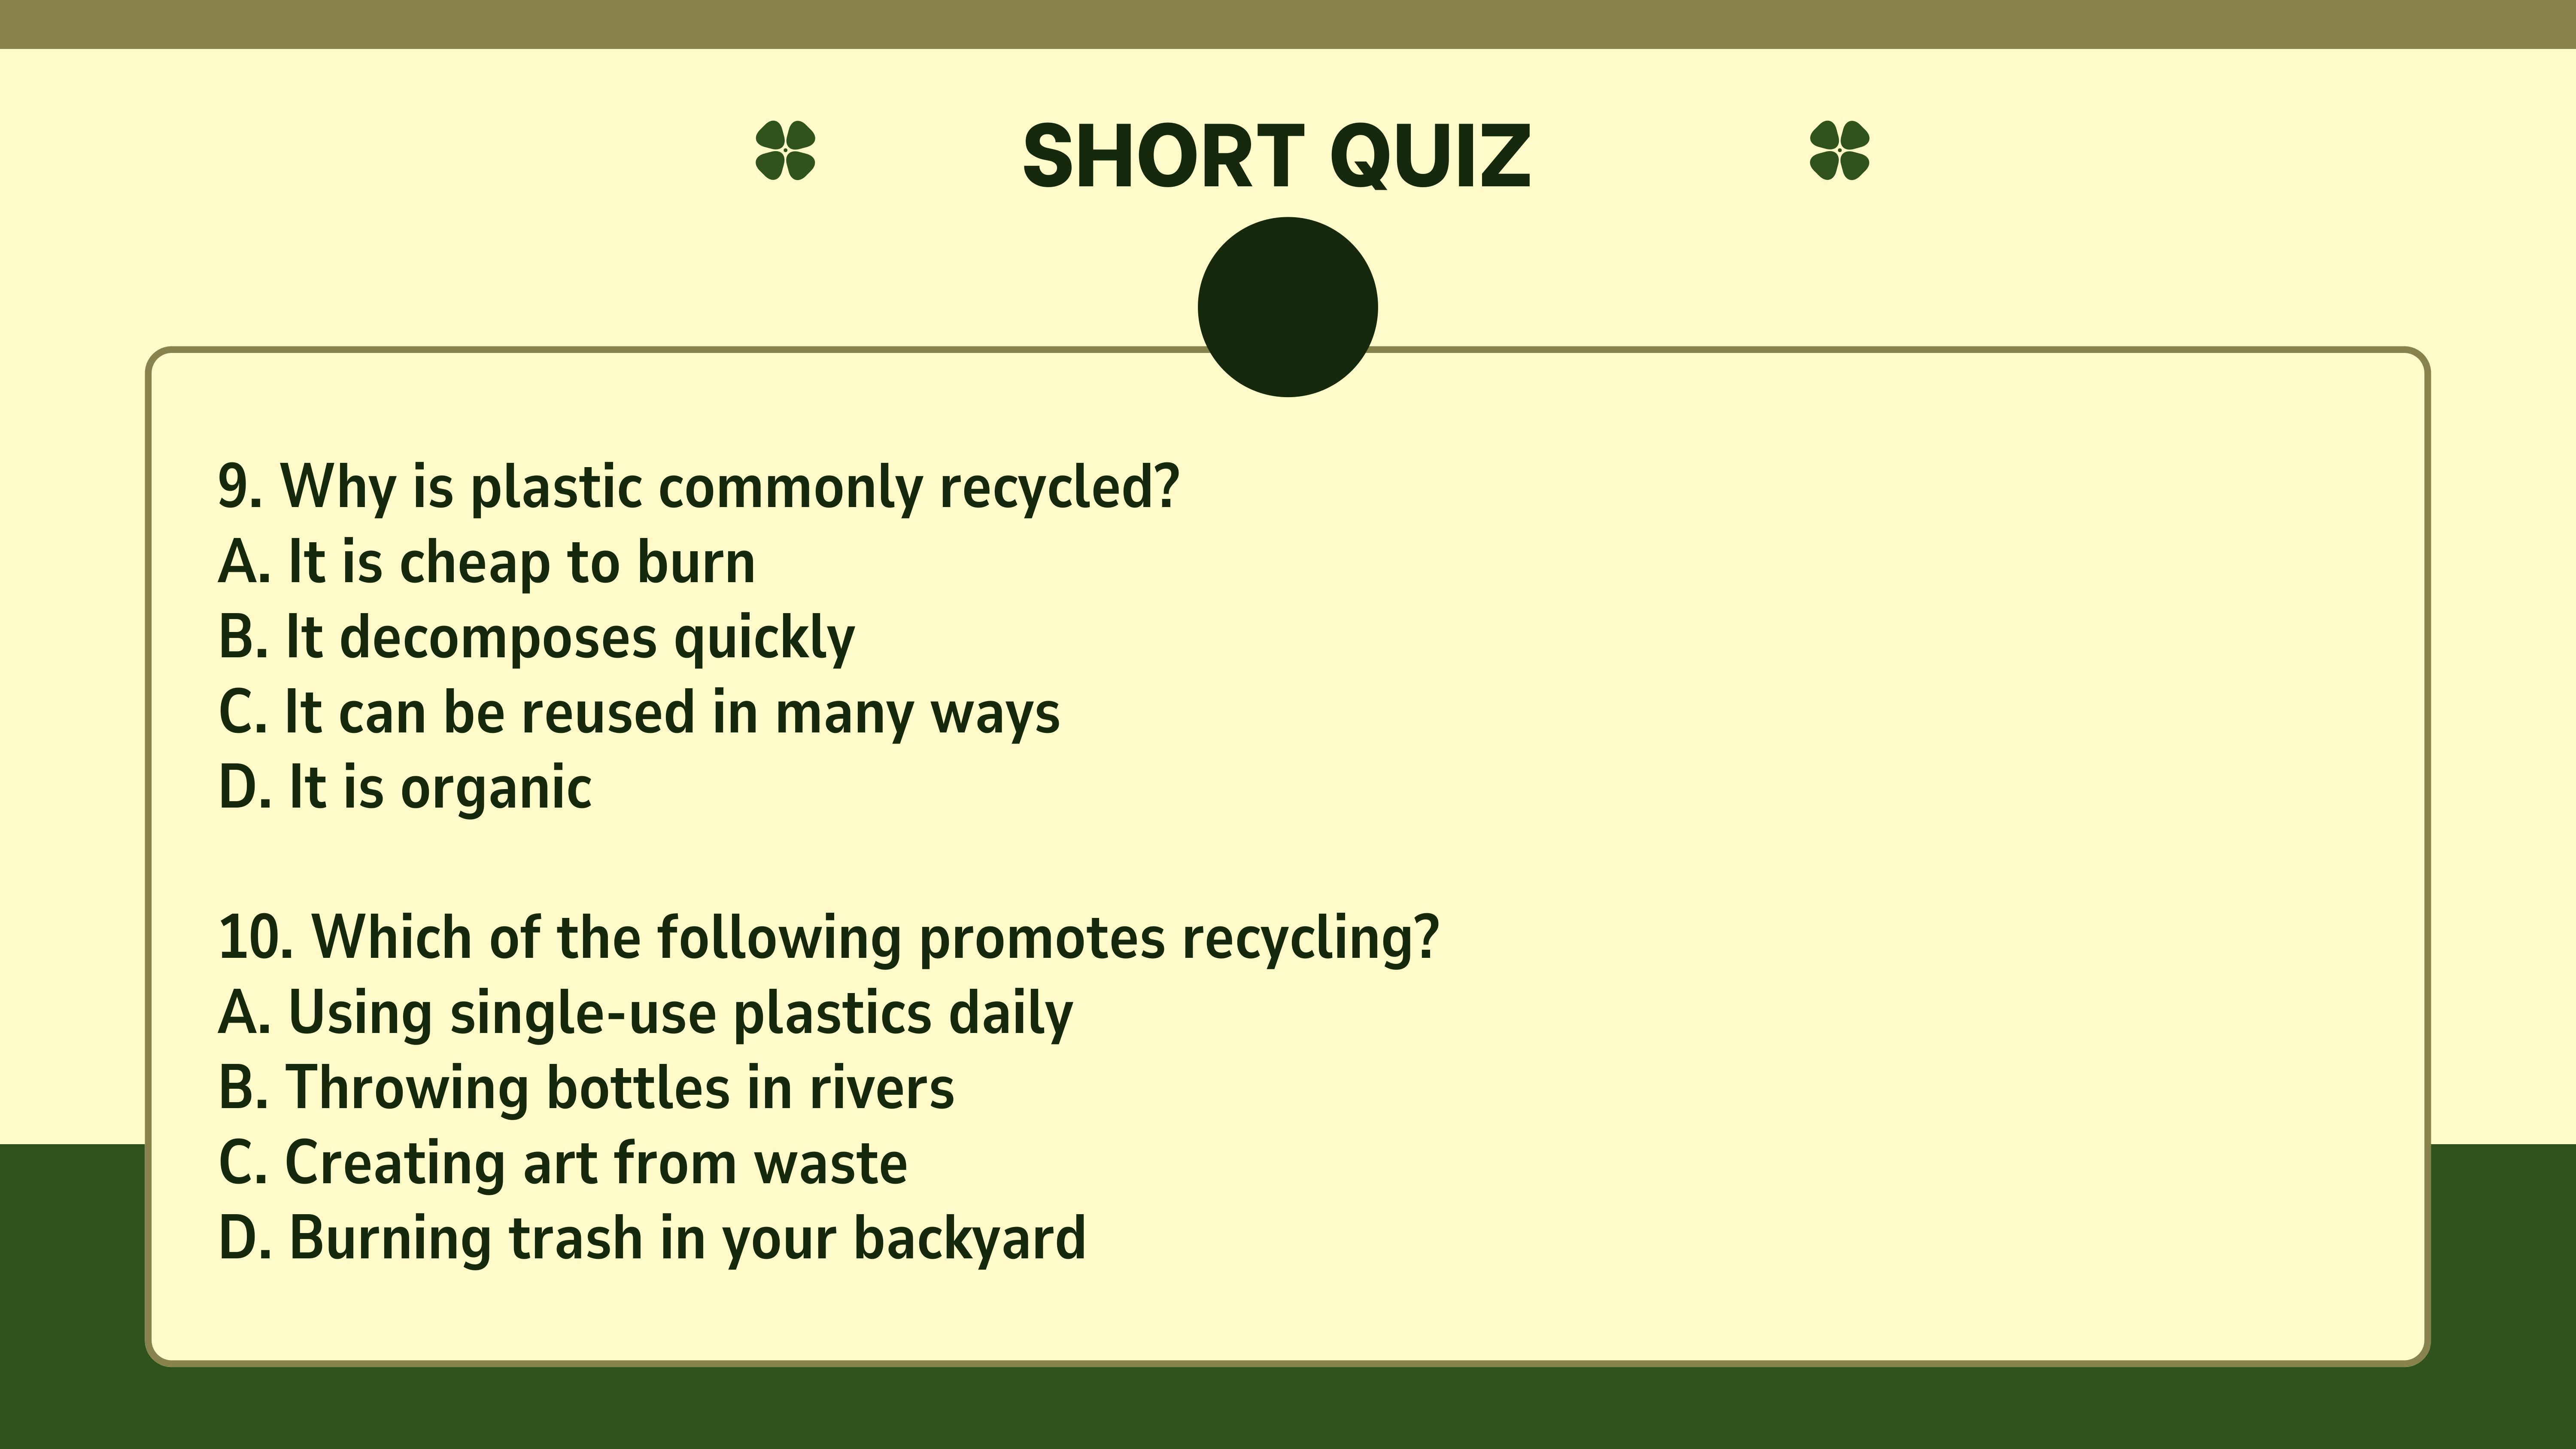 SHORT QUIZ
9. Why is plastic commonly recycled?
A. It is cheap to burn
B. It decomposes quickly
C. It can be reused in many ways
D. It is organic
10. Which of the following promotes recycling?
A. Using single-use plastics daily
B. Throwing bottles in rivers
C. Creating art from waste
D. Burning trash in your backyard